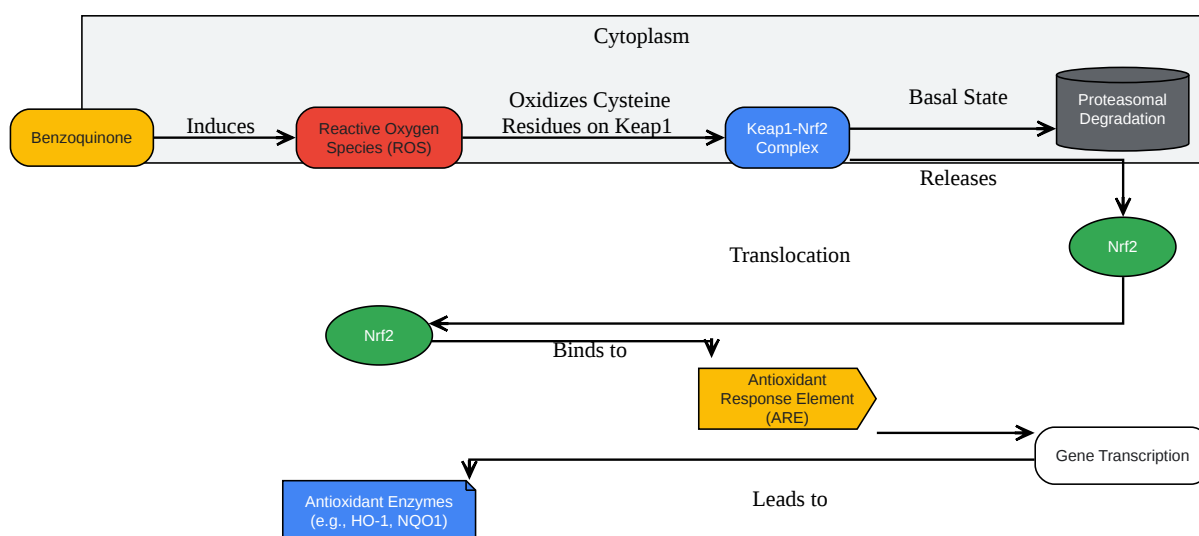 Cytoplasm
Benzoquinone
Induces
Reactive Oxygen
Species (ROS)
Oxidizes Cysteine
Residues on Keap1
Keap1-Nrf2
Complex
Basal State
Proteasomal
Degradation
Releases
Nrf2
Translocation
Nrf2
Binds to
Antioxidant
Response Element
(ARE)
Gene Transcription
Leads to
Antioxidant Enzymes
(e.g., HO-1, NQO1)